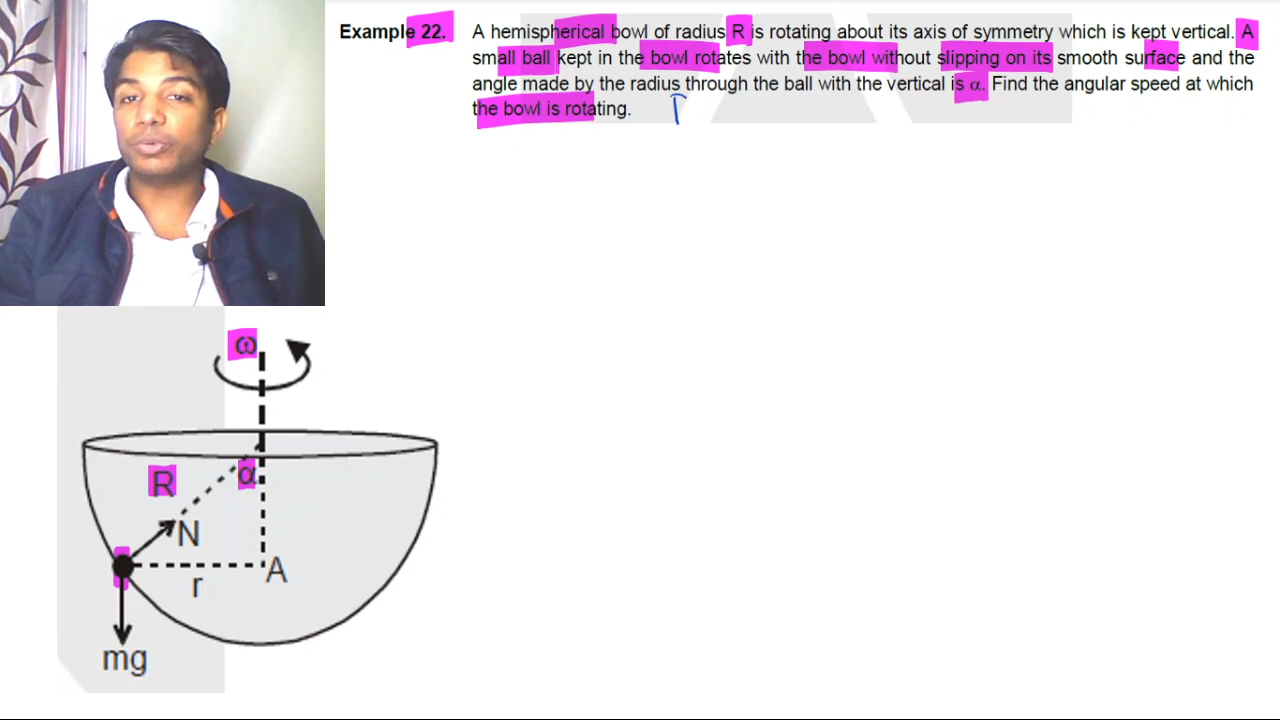 Example 22. A hemispherical bowl of radius R is rotating about its axis of symmetry which is kept vertical. A
small ball kept in the bowl rotates with the bowl without slipping on its smooth surface and the
angle made by the radius through the ball with the vertical is α. Find the angular speed at which
the bowl is rotating.
ω
α
R
N
A
r
mg